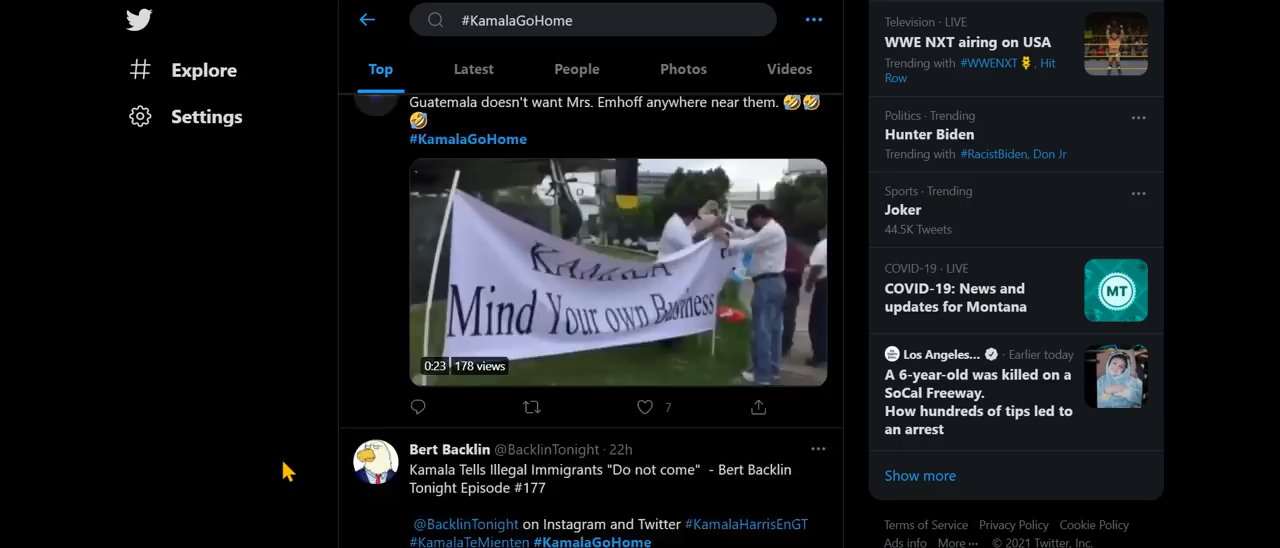 #KamalaGoHome
Explore
Settings
Top
Latest
People
Photos
Videos
Guatemala doesn't want Mrs. Emhoff anywhere near them. 🤣🤣
🤣
#KamalaGoHome
KAMALA
Mind Your own Business
0:23 178 views
7
Bert Backlin @BacklinTonight · 22h
Kamala Tells Illegal Immigrants "Do not come" - Bert Backlin
Tonight Episode #177
@BacklinTonight on Instagram and Twitter #KamalaHarrisEnGT
#KamalaTeMienten #KamalaGoHome
Television · LIVE
WWE NXT airing on USA
Trending with #WWENXT, Hit
Row
Politics · Trending
Hunter Biden
Trending with #RacistBiden, Don Jr
Sports · Trending
Joker
44.5K Tweets
COVID-19 · LIVE
COVID-19: News and
updates for Montana
MT
Los Angeles... · Earlier today
A 6-year-old was killed on a
SoCal Freeway.
How hundreds of tips led to
an arrest
Show more
Terms of Service Privacy Policy Cookie Policy
Ads info More ··· © 2021 Twitter, Inc.